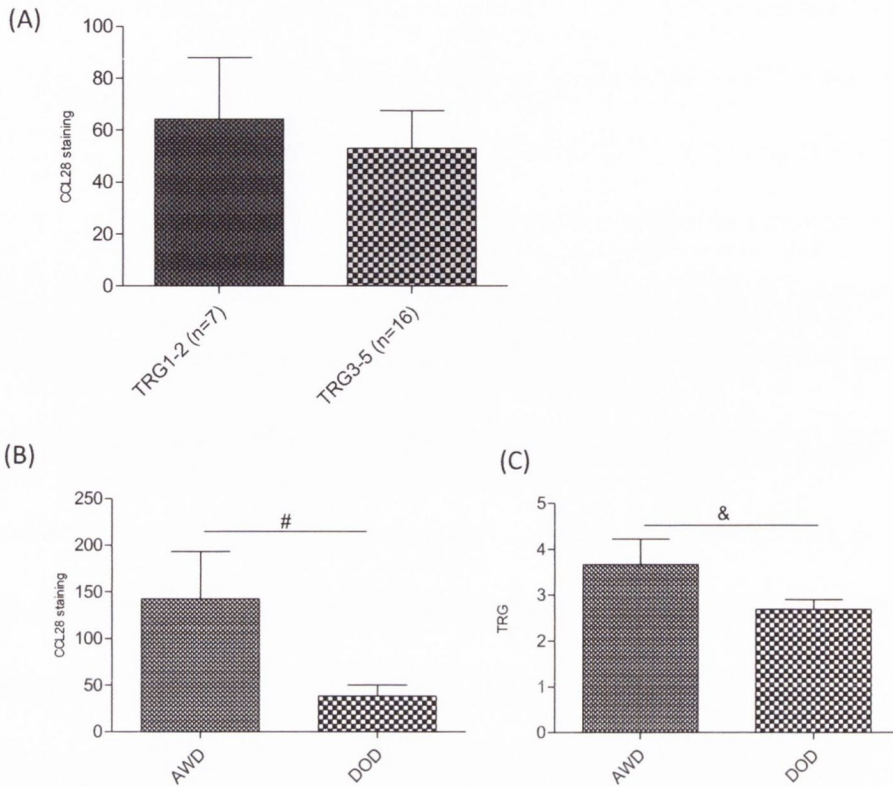 (A)
100
80
60
40
20
0
CCL28 staining
TRG1-2 (n=7)
TRG3-5 (n=16)
(B)
250
200
150
100
50
0
CCL28 staining
#
AWD
DOD
(C)
5
4
3
2
1
0
TRG
&
AWD
DOD